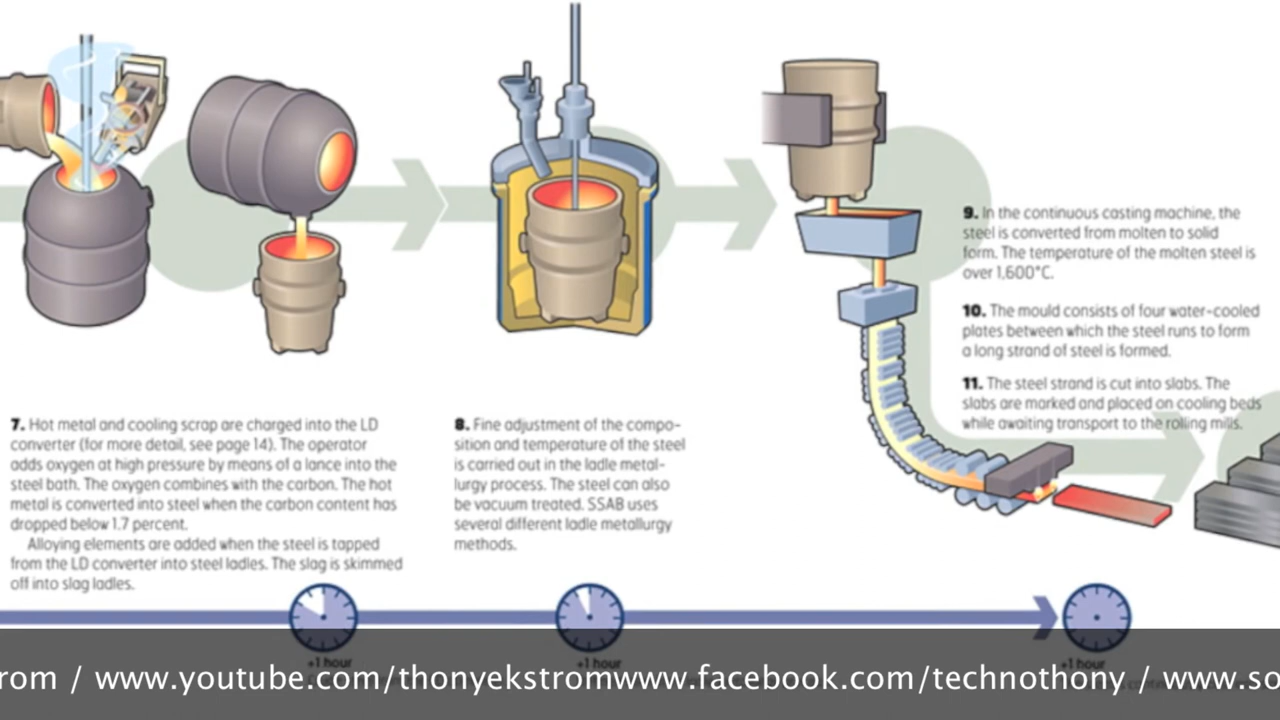 7. Hot metal and cooling scrap are charged into the LD
converter (for more detail, see page 14). The operator
adds oxygen at high pressure by means of a lance into the
steel bath. The oxygen combines with the carbon. The hot
metal is converted into steel when the carbon content has
dropped below 1.7 percent.
Alloying elements are added when the steel is tapped
from the LD converter into steel ladles. The slag is skimmed
off into slag ladles.
8. Fine adjustment of the compo-
sition and temperature of the steel
is carried out in the ladle metal-
lurgy process. The steel can also
be vacuum treated. SSAB uses
several different ladle metallurgy
methods.
9. In the continuous casting machine, the
steel is converted from molten to solid
form. The temperature of the molten steel is
over 1,600°C.
10. The mould consists of four water-cooled
plates between which the steel runs to form
a long strand of steel is formed.
11. The steel strand is cut into slabs. The
slabs are marked and placed on cooling beds
while awaiting transport to the rolling mills.
+1 hour
+1 hour
+1 hour
rom / www.youtube.com/thonyekstromwww.facebook.com/technothony / www.so